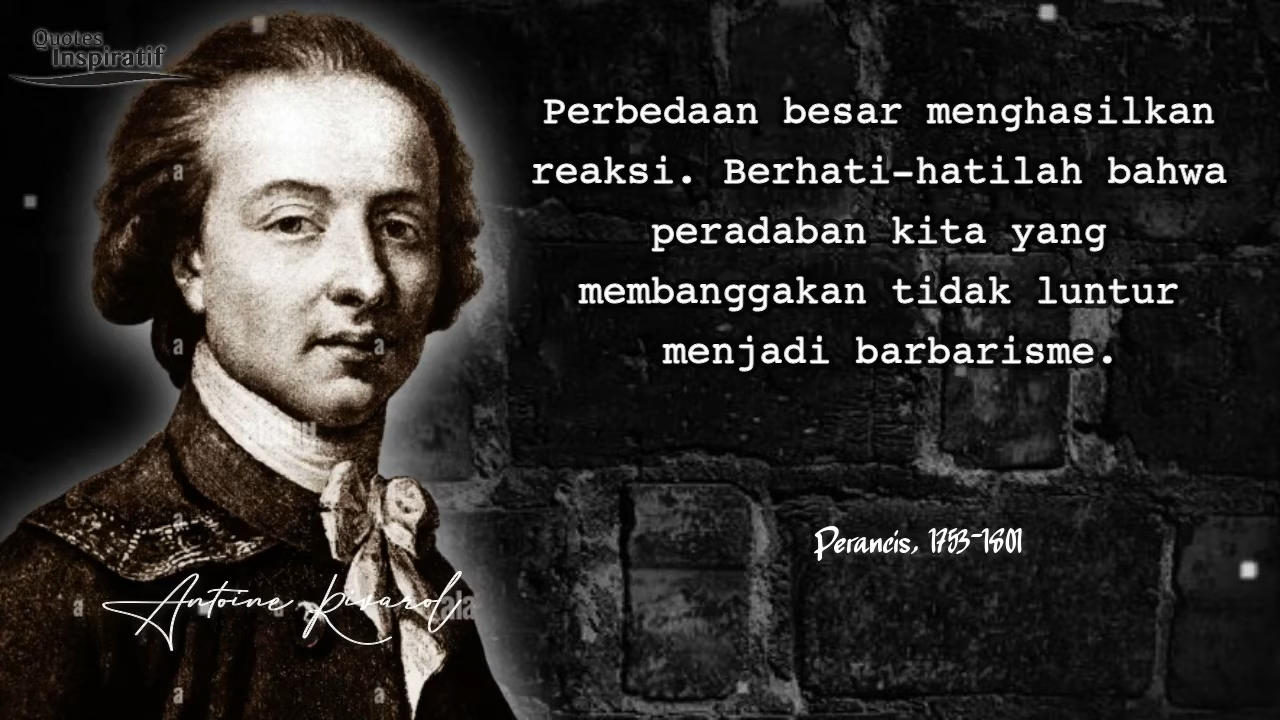 Quotes
Inspiratif
Perbedaan besar menghasilkan
reaksi. Berhati-hatilah bahwa
peradaban kita yang
membanggakan tidak luntur
menjadi barbarisme.
Perancis, 1753-1801
Antoine Rivarol
a
a
a
a
a
a
a
a